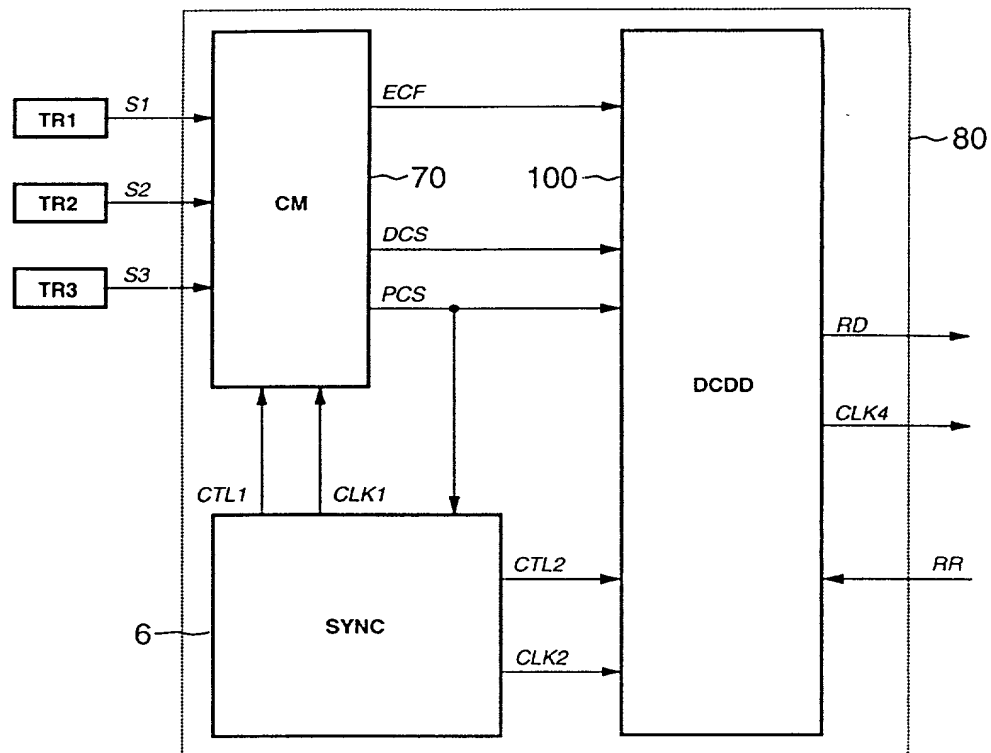 S1
ECF
TR1
80
S2
70
100
TR2
CM
S3
DCS
TR3
PCS
RD
DCDD
CLK4
CTL1
CLK1
CTL2
RR
6
SYNC
CLK2